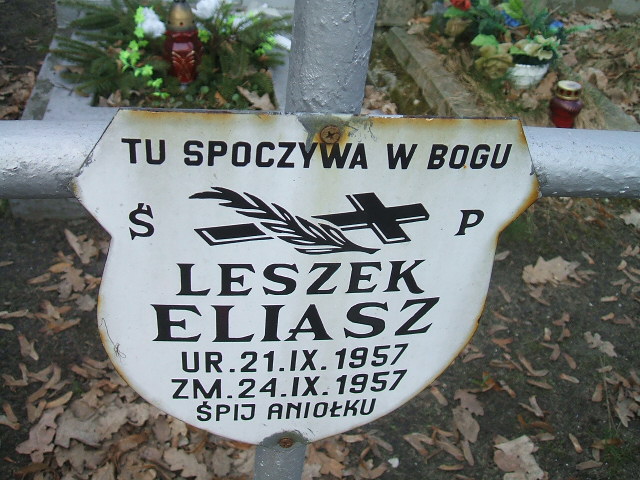 TU SPOCZYWA W BOGU
Ś P
LESZEK
ELIASZ
UR. 21. IX. 1957
ZM. 24. IX. 1957
ŚPIJ ANIOŁKU